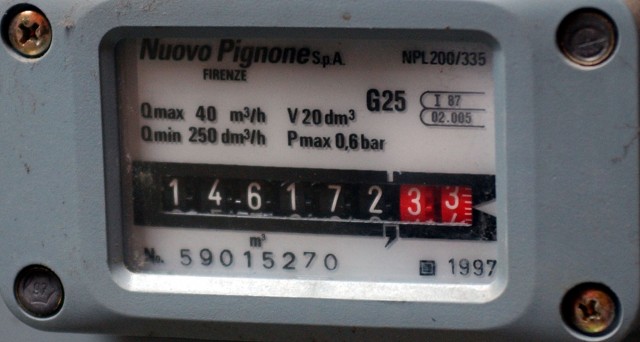 Nuovo Pignone S.p.A. NPL200/335
FIRENZE
G25 I 87
02.005
Qmax 40 m³/h V 20 dm³
Qmin 250 dm³/h Pmax 0,6 bar
1 4 6 1 7 2 3 3
m³ ,
No. 59015270 1997